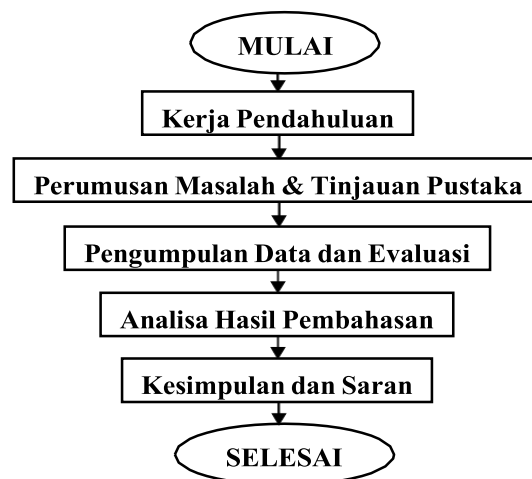 MULAI
Kerja Pendahuluan
Perumusan Masalah & Tinjauan Pustaka
Pengumpulan Data dan Evaluasi
Analisa Hasil Pembahasan
Kesimpulan dan Saran
SELESAI